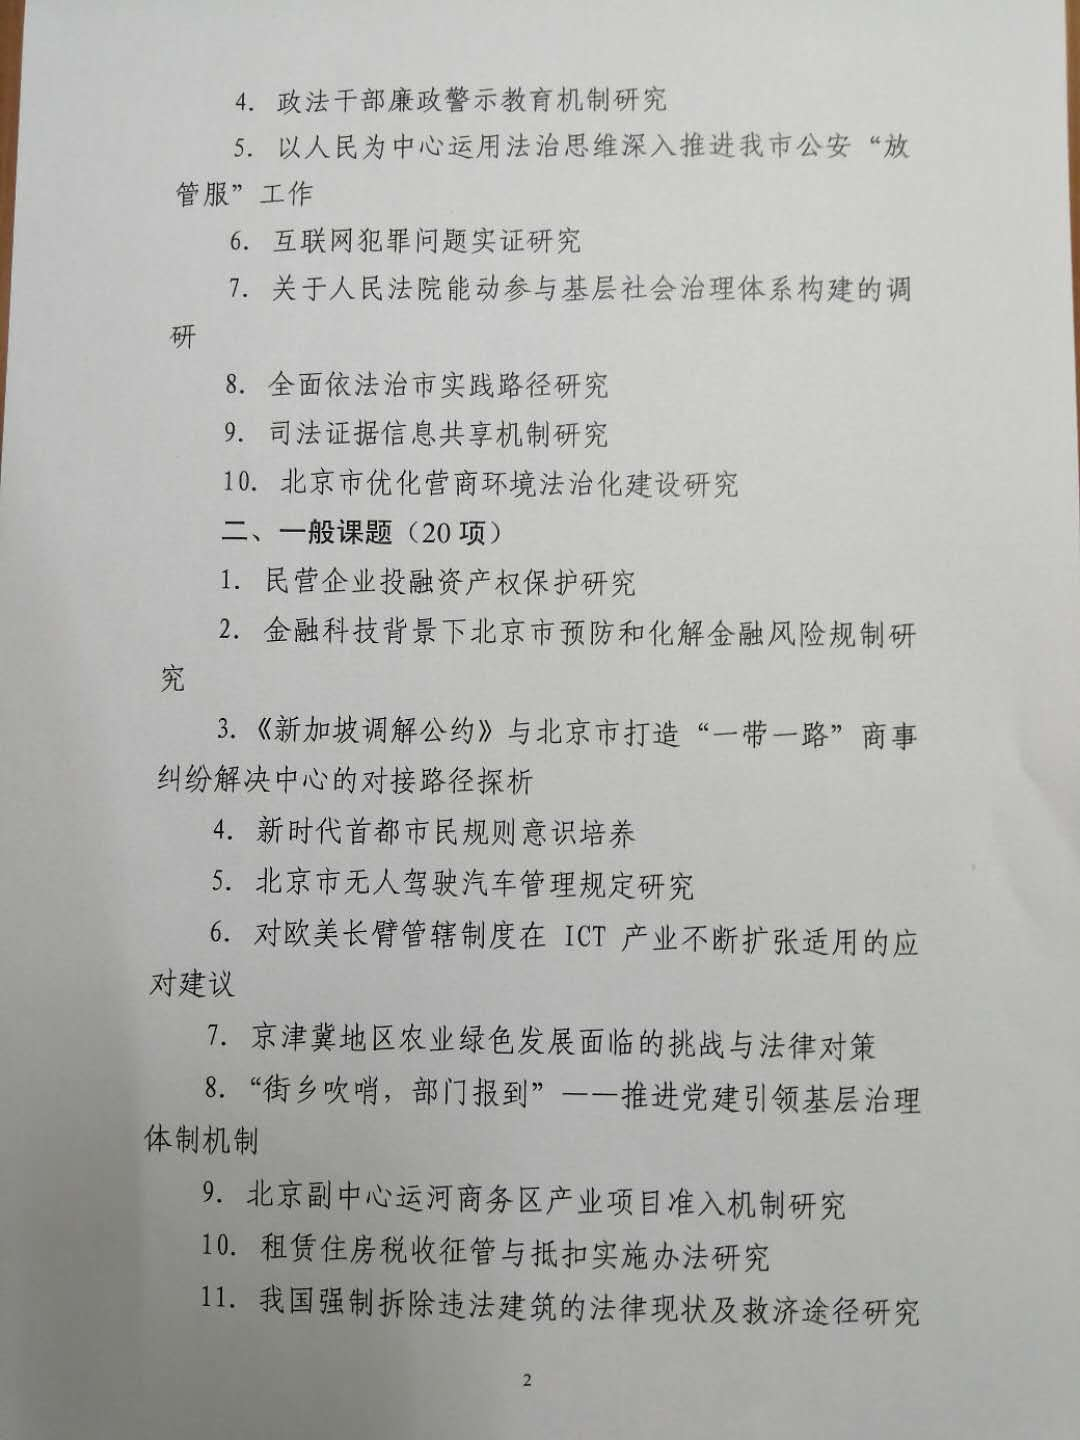 4. 政法干部廉政警示教育机制研究
5. 以人民为中心运用法治思维深入推进我市公安“放
管服”工作
6. 互联网犯罪问题实证研究
7. 关于人民法院能动参与基层社会治理体系构建的调
研
8. 全面依法治市实践路径研究
9. 司法证据信息共享机制研究
10. 北京市优化营商环境法治化建设研究
二、一般课题（20 项）
1. 民营企业投融资产权保护研究
2. 金融科技背景下北京市预防和化解金融风险规制研
究
3.《新加坡调解公约》与北京市打造“一带一路”商事
纠纷解决中心的对接路径探析
4. 新时代首都市民规则意识培养
5. 北京市无人驾驶汽车管理规定研究
6. 对欧美长臂管辖制度在 ICT 产业不断扩张适用的应
对建议
7. 京津冀地区农业绿色发展面临的挑战与法律对策
8. “街乡吹哨，部门报到”——推进党建引领基层治理
体制机制
9. 北京副中心运河商务区产业项目准入机制研究
10. 租赁住房税收征管与抵扣实施办法研究
11. 我国强制拆除违法建筑的法律现状及救济途径研究
2